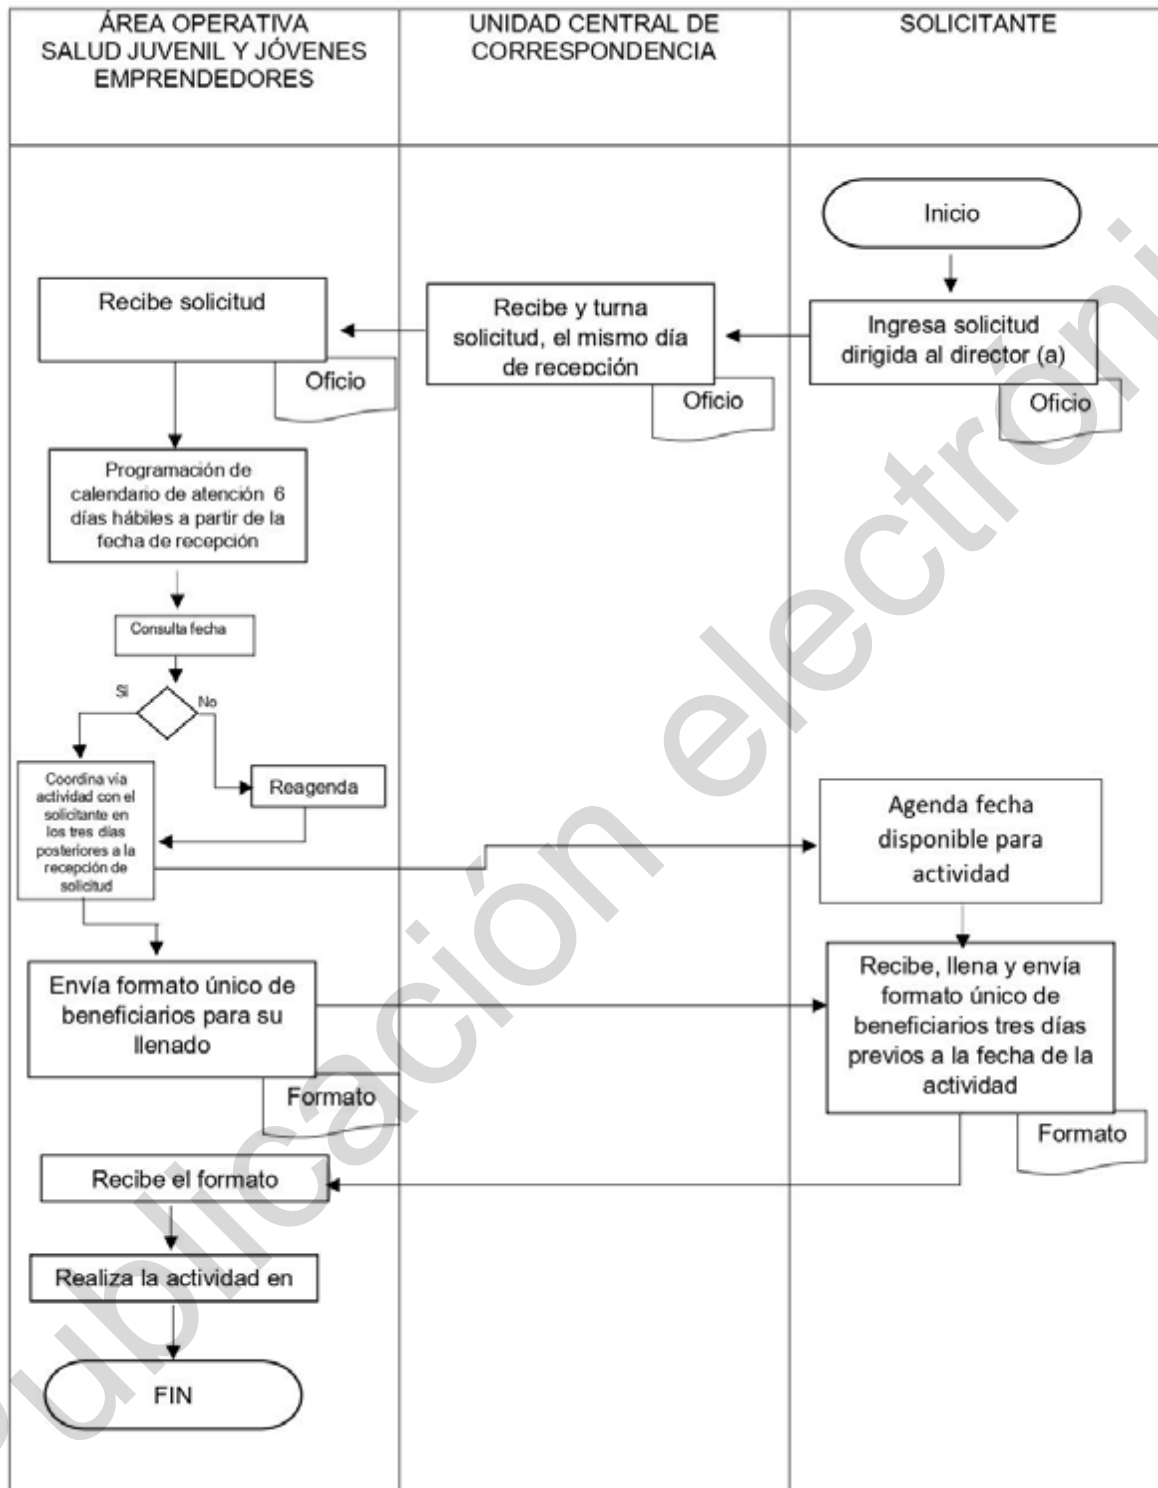 ÁREA OPERATIVA
SALUD JUVENIL Y JÓVENES
EMPRENDEDORES
UNIDAD CENTRAL DE
CORRESPONDENCIA
SOLICITANTE
Inicio
Ingresa solicitud
dirigida al director (a)
Oficio
Recibe y turna
solicitud, el mismo día
de recepción
Oficio
Recibe solicitud
Oficio
Programación de
calendario de atención 6
días hábiles a partir de la
fecha de recepción
Consulta fecha
Si
No
Reagenda
Coordina vía
actividad con el
solicitante en
los tres días
posteriores a la
recepción de
solicitud
Agenda fecha
disponible para
actividad
Envía formato único de
beneficiarios para su
llenado
Formato
Recibe, llena y envía
formato único de
beneficiarios tres días
previos a la fecha de la
actividad
Formato
Recibe el formato
Realiza la actividad en
FIN
Publicación electróni